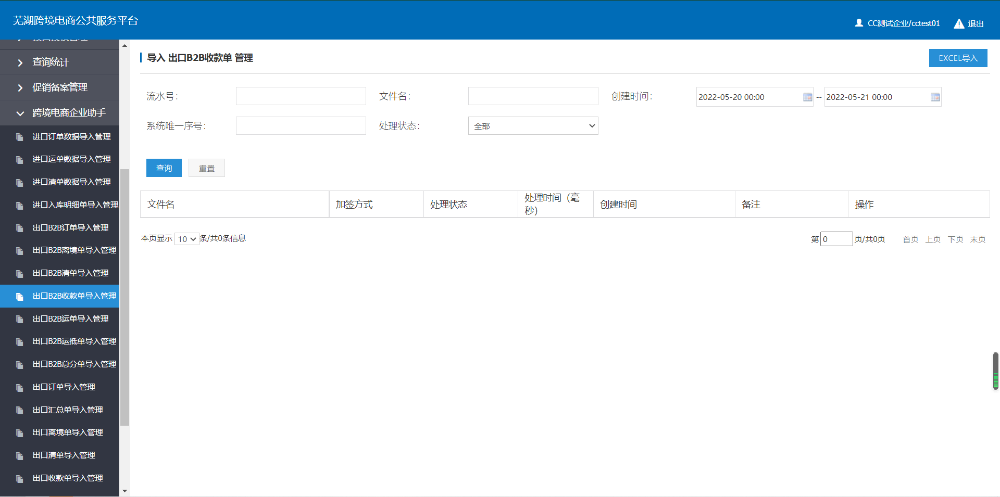 芜湖跨境电商公共服务平台
CC测试企业/cctest01
退出
查询统计
促销备案管理
跨境电商企业助手
进口订单数据导入管理
进口运单数据导入管理
进口清单数据导入管理
进口入库明细单导入管理
出口B2B订单导入管理
出口B2B离境单导入管理
出口B2B清单导入管理
出口B2B收款单导入管理
出口B2B运单导入管理
出口B2B运抵单导入管理
出口B2B总分单导入管理
出口订单导入管理
出口汇总单导入管理
出口离境单导入管理
出口清单导入管理
出口收款单导入管理
导入 出口B2B收款单 管理
EXCEL导入
流水号：
文件名：
创建时间：
2022-05-20 00:00 -- 2022-05-21 00:00
系统唯一序号：
处理状态：
全部
查询
重置
文件名
加签方式
处理状态
处理时间（毫
秒）
创建时间
备注
操作
本页显示 10 条/共0条信息
第 0 页/共0页
首页 上页 下页 末页